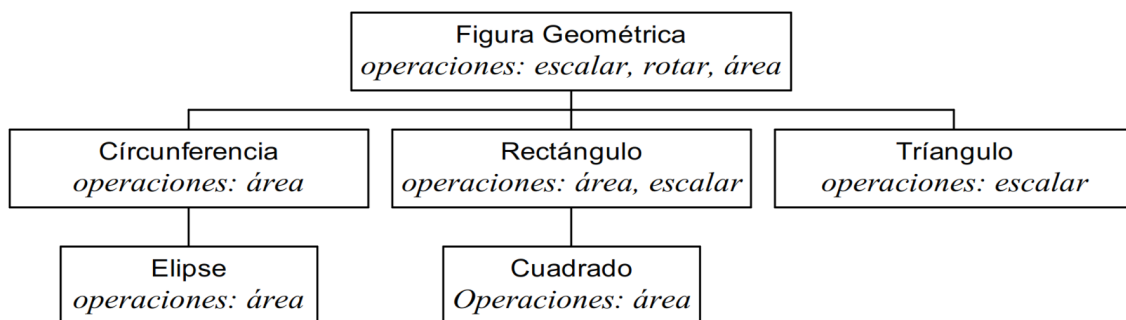 Figura Geométrica
operaciones: escalar, rotar, área
Círcunferencia
operaciones: área
Rectángulo
operaciones: área, escalar
Tríangulo
operaciones: escalar
Elipse
operaciones: área
Cuadrado
Operaciones: área